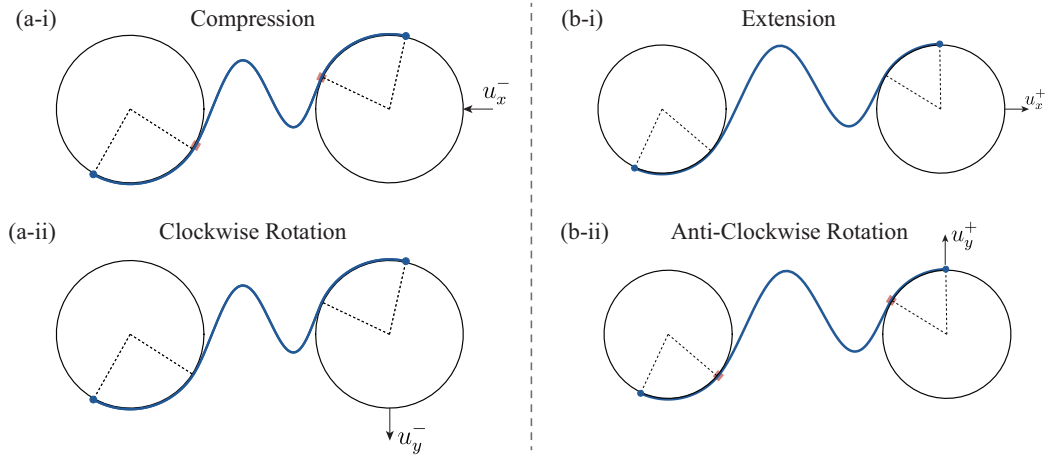 (a-i) Compression
u_x^-
(a-ii) Clockwise Rotation
u_y^-
(b-i) Extension
u_x^+
(b-ii) Anti-Clockwise Rotation
u_y^+